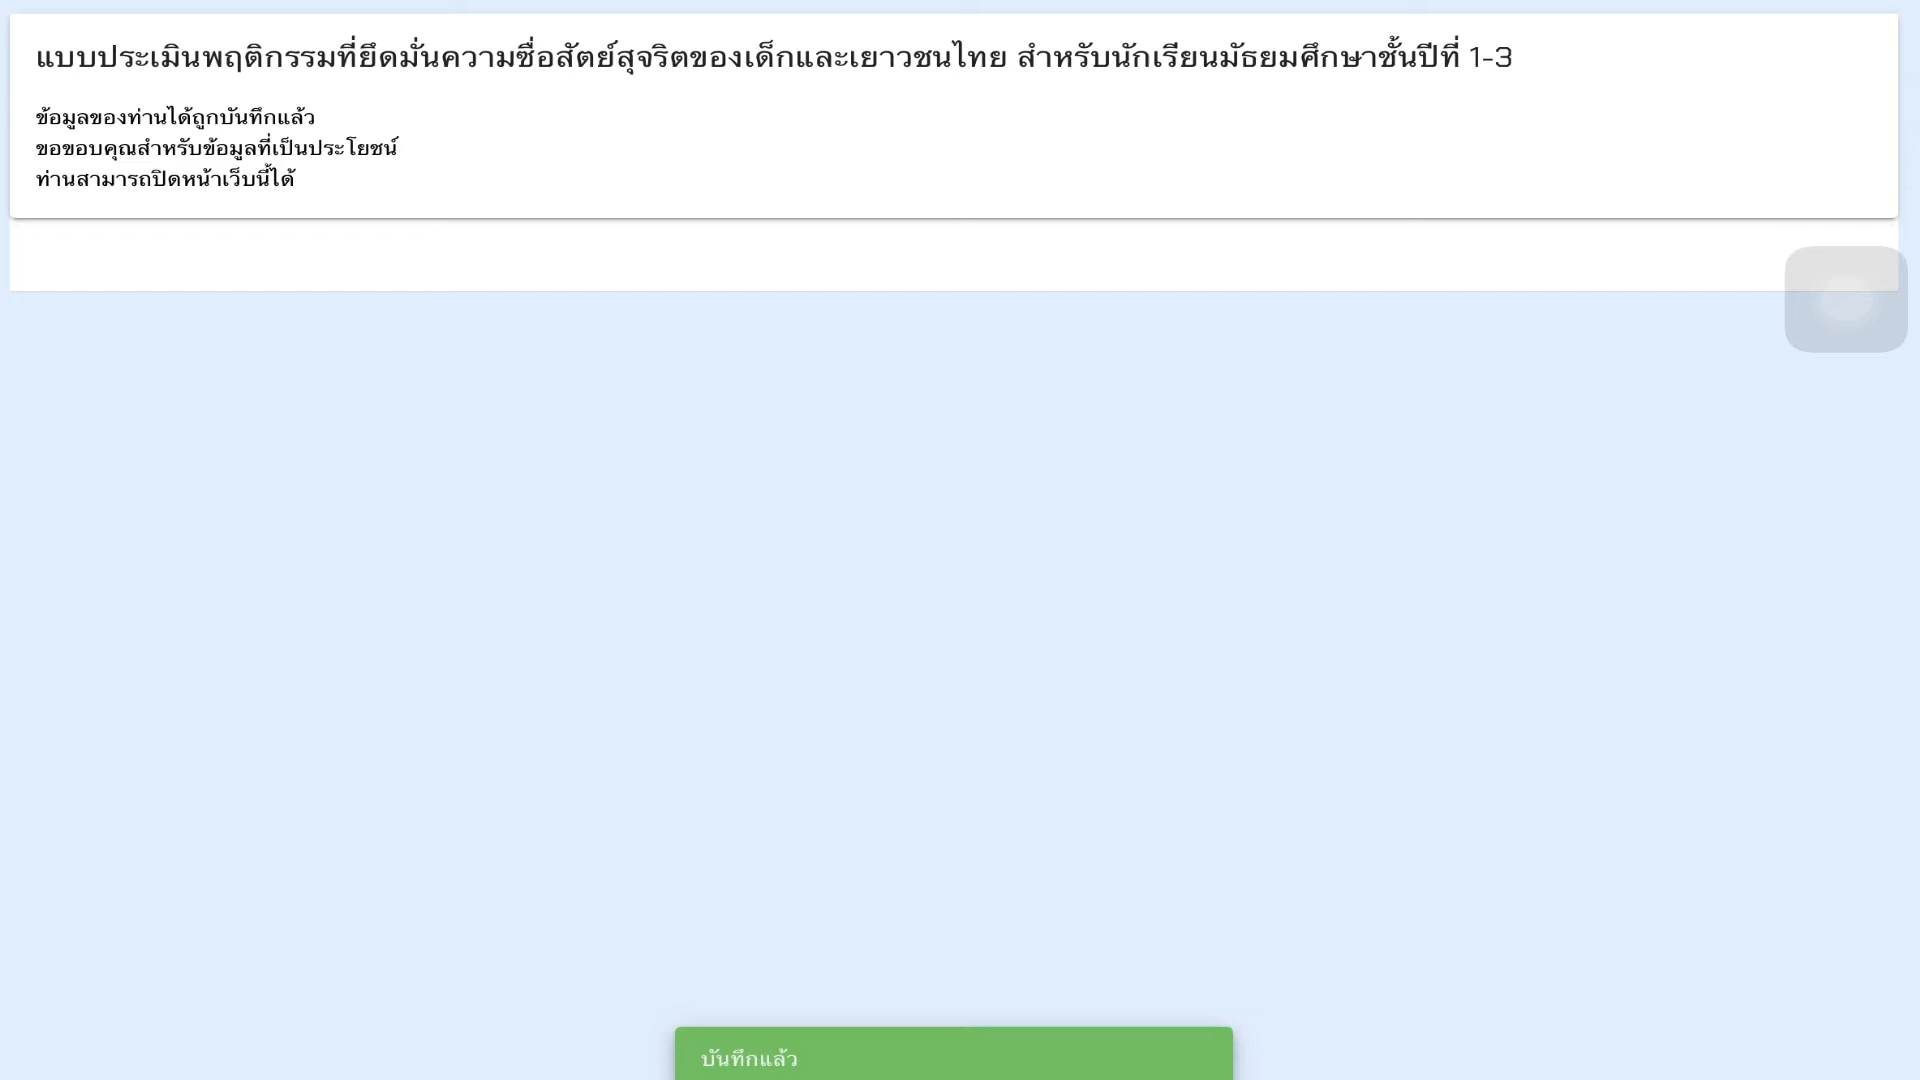 แบบประเมินพฤติกรรมที่ยึดมั่นความซื่อสัตย์สุจริตของเด็กและเยาวชนไทย สำหรับนักเรียนมัธยมศึกษาชั้นปีที่ 1-3
ข้อมูลของท่านได้ถูกบันทึกแล้ว
ขอขอบคุณสำหรับข้อมูลที่เป็นประโยชน์
ท่านสามารถปิดหน้าเว็บนี้ได้
บันทึกแล้ว